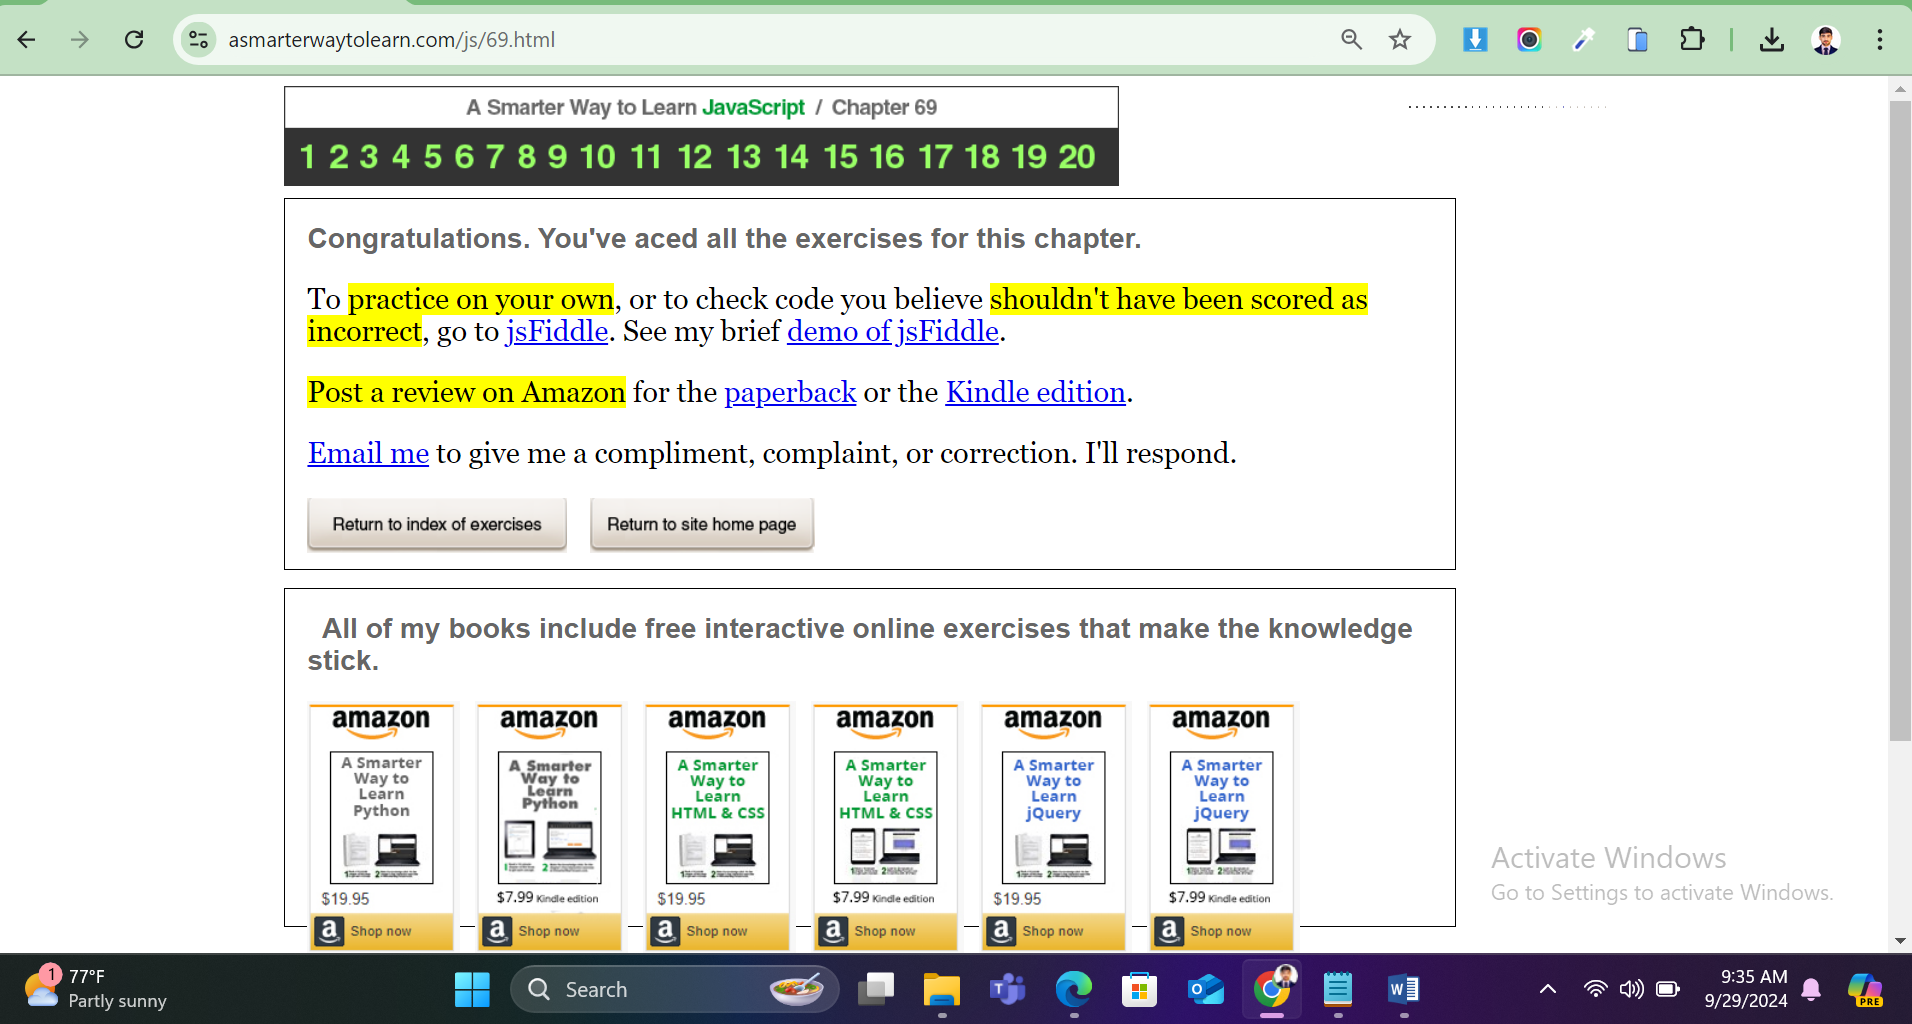 asmarterwaytolearn.com/js/69.html
A Smarter Way to Learn JavaScript / Chapter 69
1 2 3 4 5 6 7 8 9 10 11 12 13 14 15 16 17 18 19 20
Congratulations. You've aced all the exercises for this chapter.
To practice on your own, or to check code you believe shouldn't have been scored as
incorrect, go to jsFiddle. See my brief demo of jsFiddle.
Post a review on Amazon for the paperback or the Kindle edition.
Email me to give me a compliment, complaint, or correction. I'll respond.
Return to index of exercises Return to site home page
All of my books include free interactive online exercises that make the knowledge
stick.
amazon amazon amazon amazon amazon amazon
A Smarter A Smarter A Smarter A Smarter A Smarter A Smarter
Way to Way to Way to Way to Way to Way to
Learn Learn Learn Learn Learn Learn
Python Python HTML & CSS HTML & CSS jQuery jQuery
$19.95 $7.99 Kindle edition $19.95 $7.99 Kindle edition $19.95 $7.99 Kindle edition
a Shop now a Shop now a Shop now a Shop now a Shop now a Shop now
Activate Windows
Go to Settings to activate Windows.
1 77°F
Partly sunny
Search
9:35 AM
9/29/2024
PRE